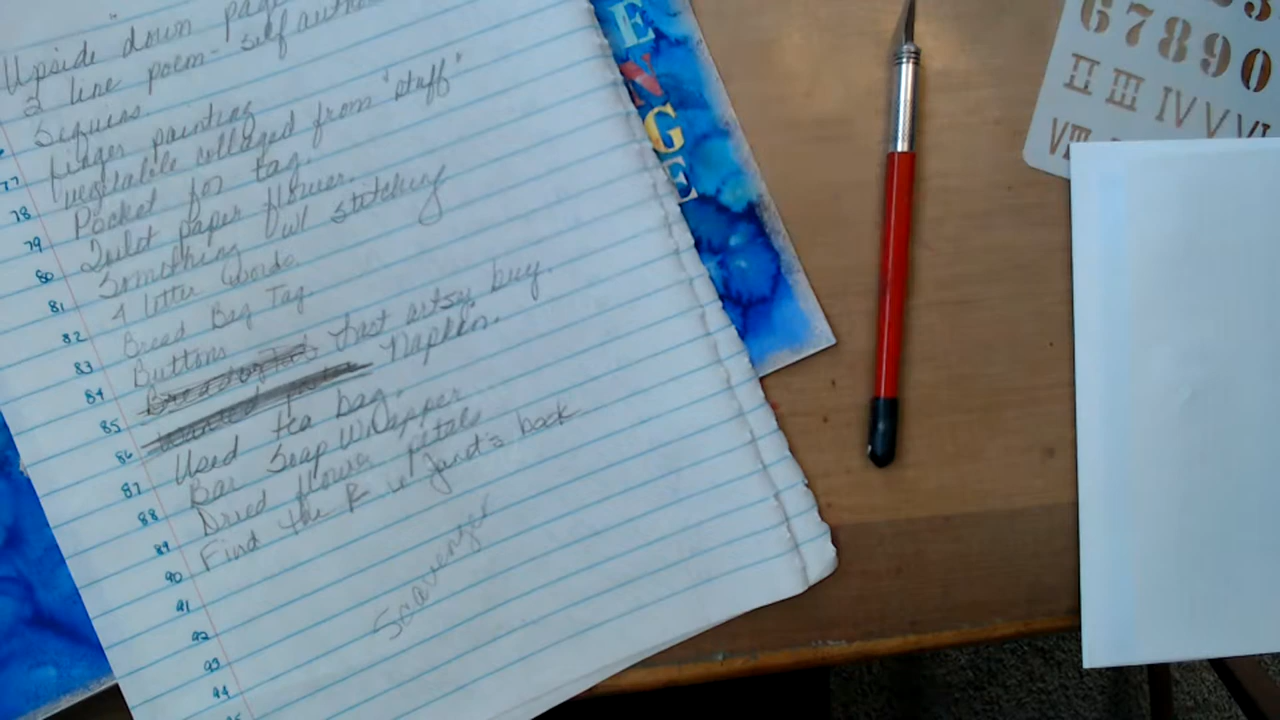 Upside down page
2 line poem - self autho
Sequins.
finger painting
vegetable collaged from "stuff"
Pocket for tag.
Toilet paper flower.
Something w/ stitching
4 letter words
Bread Bag Tag
Buttons
last artsy buy.
Napkin.
Used tea bag.
Bar Soap Wrapper
Dried flower petals
Find the R in book
Scavenger
77
78
79
80
81
82
83
84
85
86
87
88
89
90
91
92
93
94
E
N
G
E
67890
II III IV V VI
VII